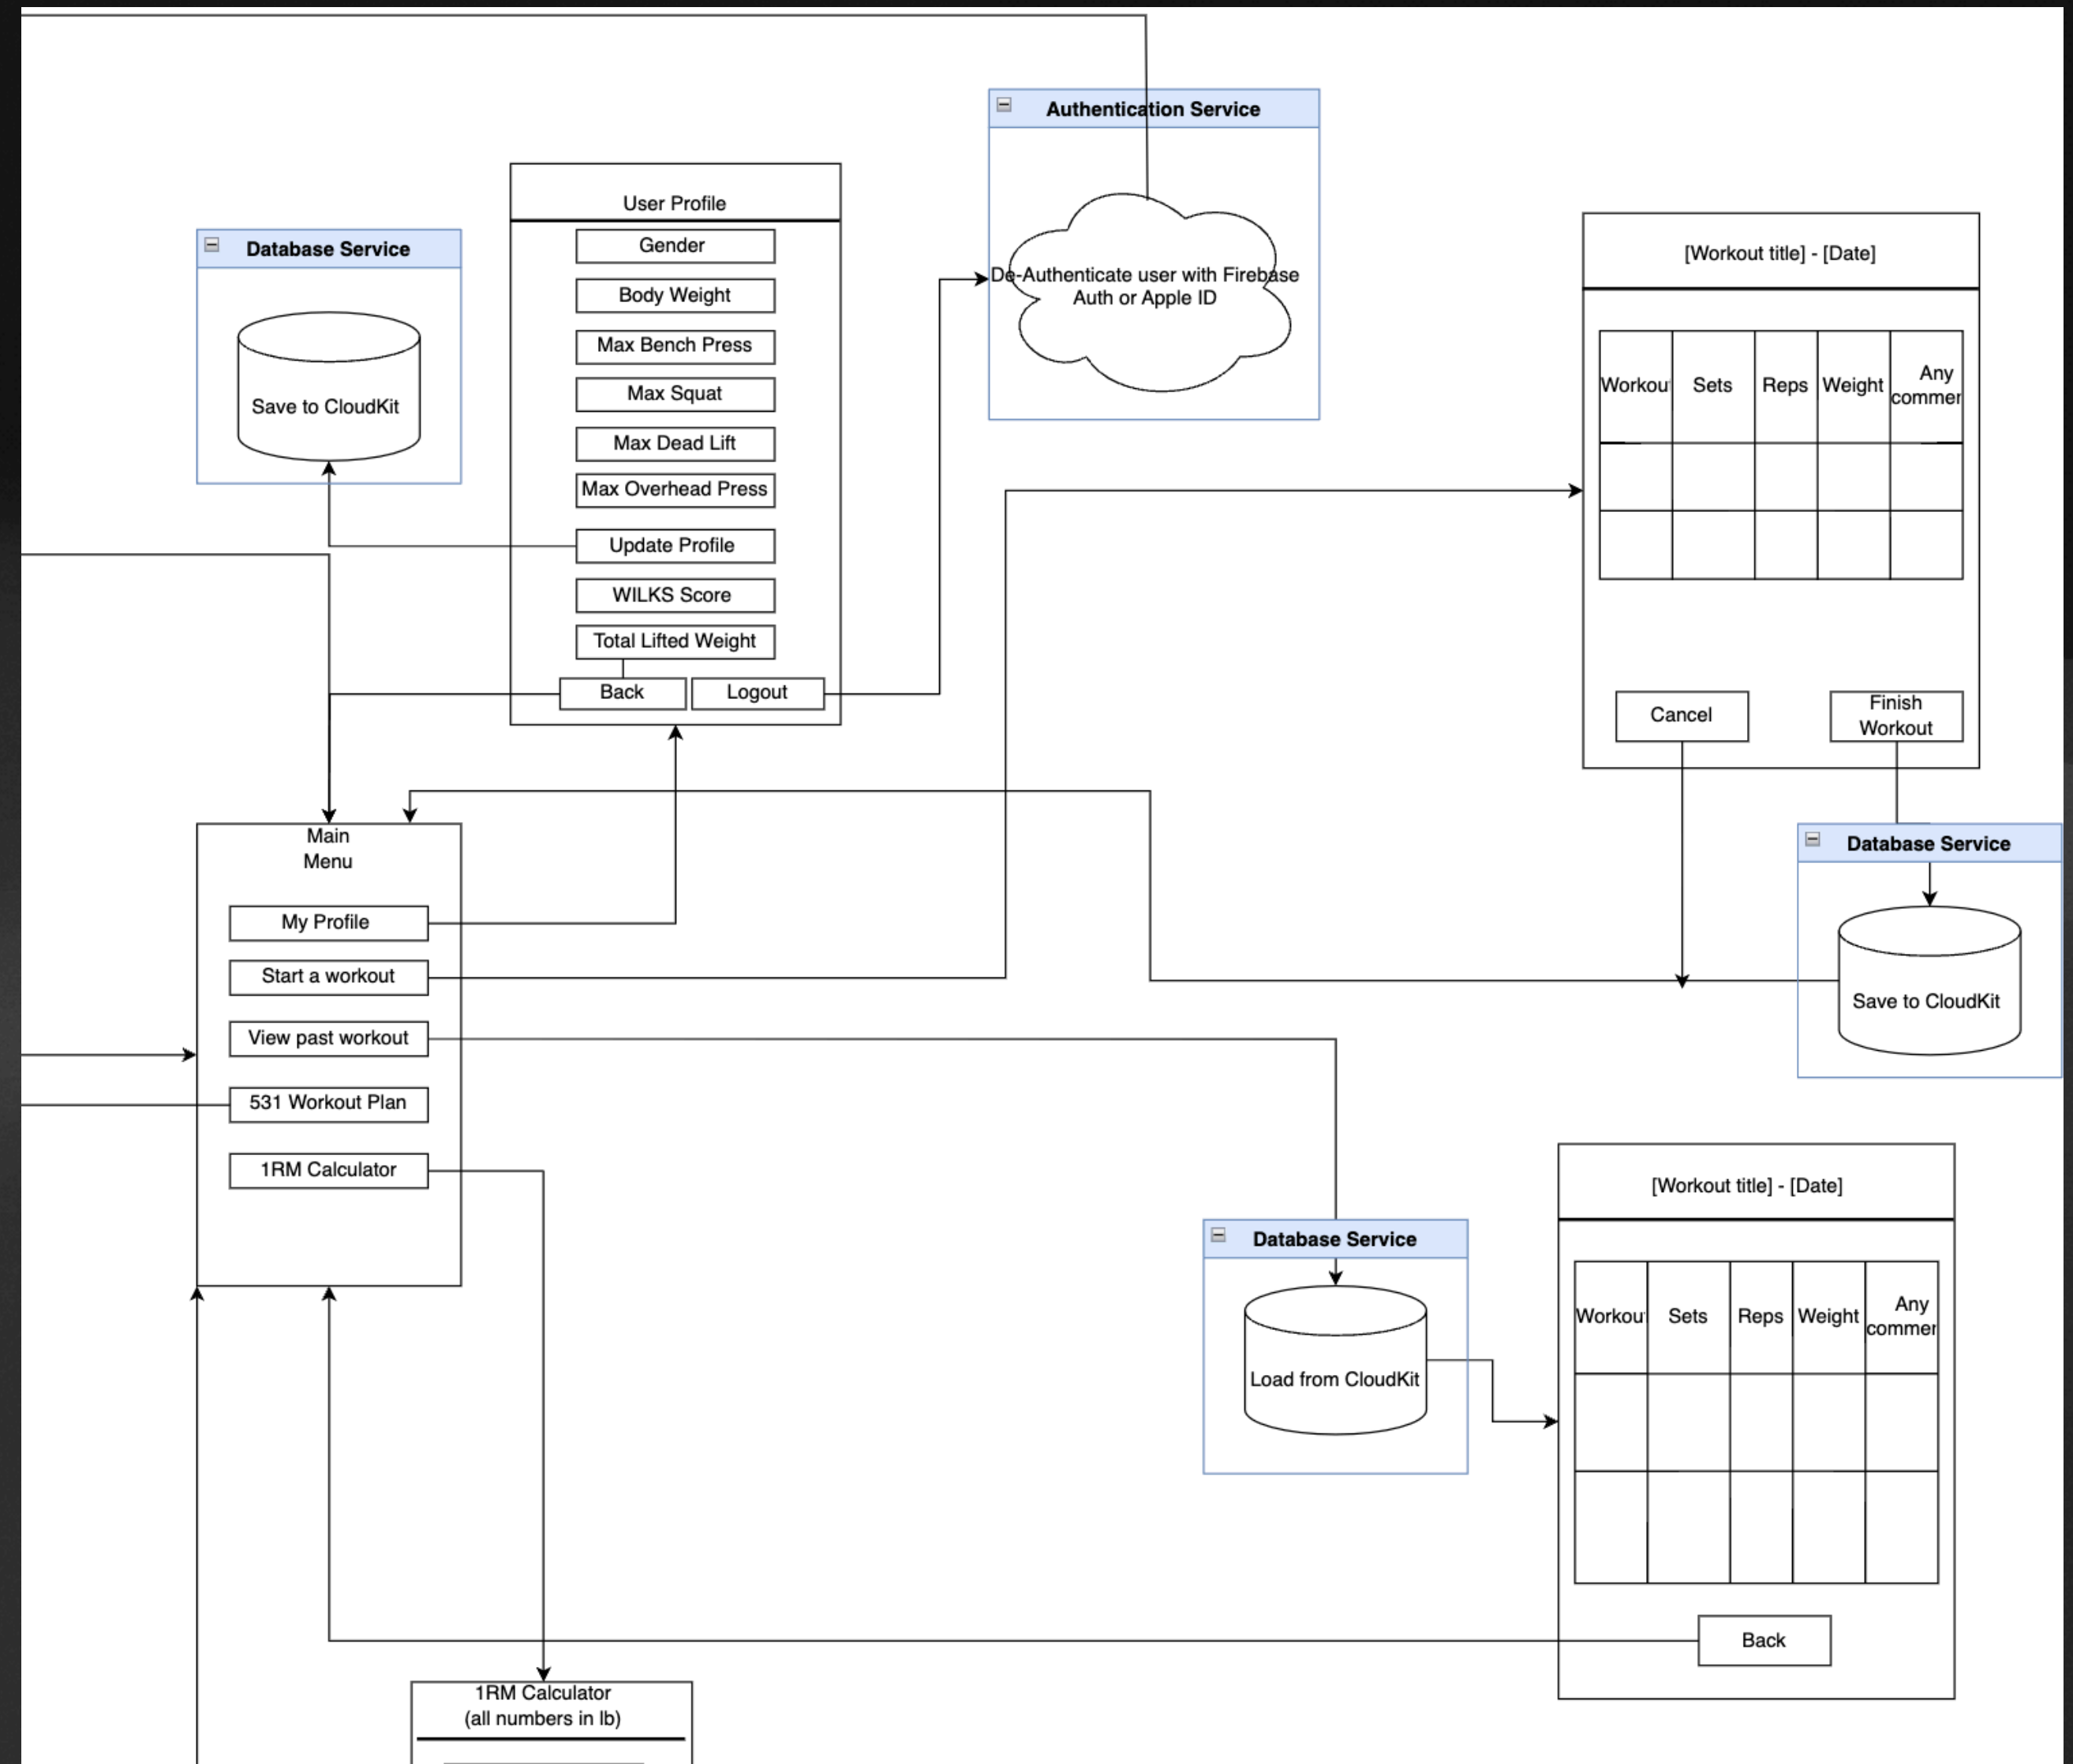 Authentication Service
De-Authenticate user with Firebase
Auth or Apple ID
User Profile
Gender
Body Weight
Max Bench Press
Max Squat
Max Dead Lift
Max Overhead Press
Update Profile
WILKS Score
Total Lifted Weight
Back
Logout
Database Service
Save to CloudKit
[Workout title] - [Date]
Workou
Sets
Reps
Weight
Any
commer
Cancel
Finish
Workout
Database Service
Save to CloudKit
Main
Menu
My Profile
Start a workout
View past workout
531 Workout Plan
1RM Calculator
Database Service
Load from CloudKit
[Workout title] - [Date]
Workou
Sets
Reps
Weight
Any
commer
Back
1RM Calculator
(all numbers in lb)